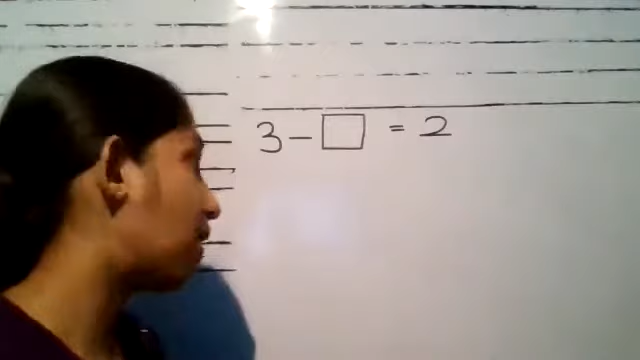 3 - □ = 2